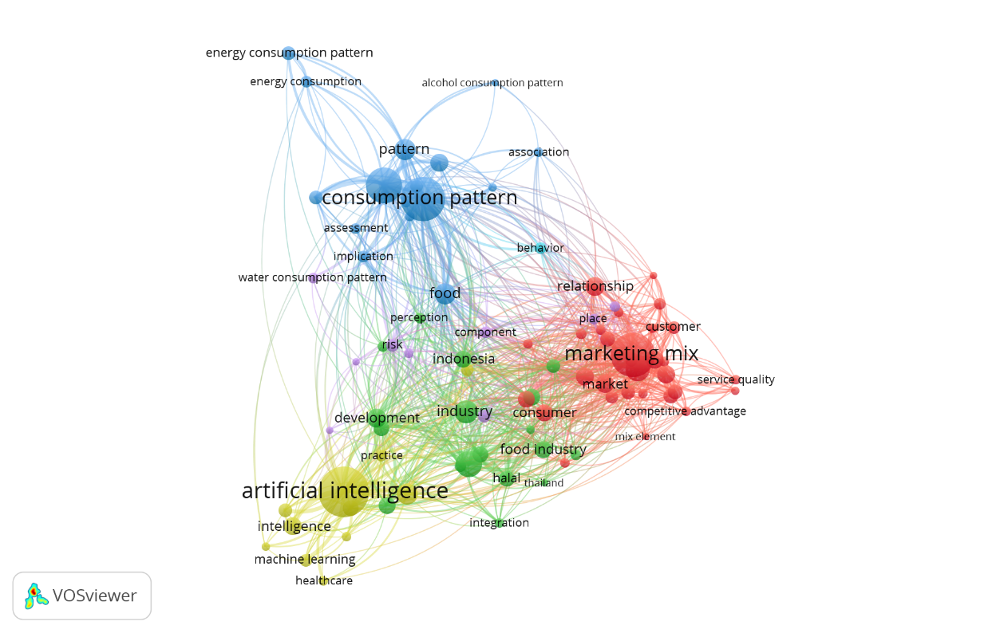 energy consumption pattern
energy consumption
alcohol consumption pattern
pattern
association
consumption pattern
assessment
behavior
implication
water consumption pattern
relationship
food
perception
place
customer
component
risk
marketing mix
indonesia
service quality
market
industry
consumer
competitive advantage
development
mix element
food industry
practice
halal
thailand
artificial intelligence
integration
intelligence
machine learning
healthcare
VOSviewer